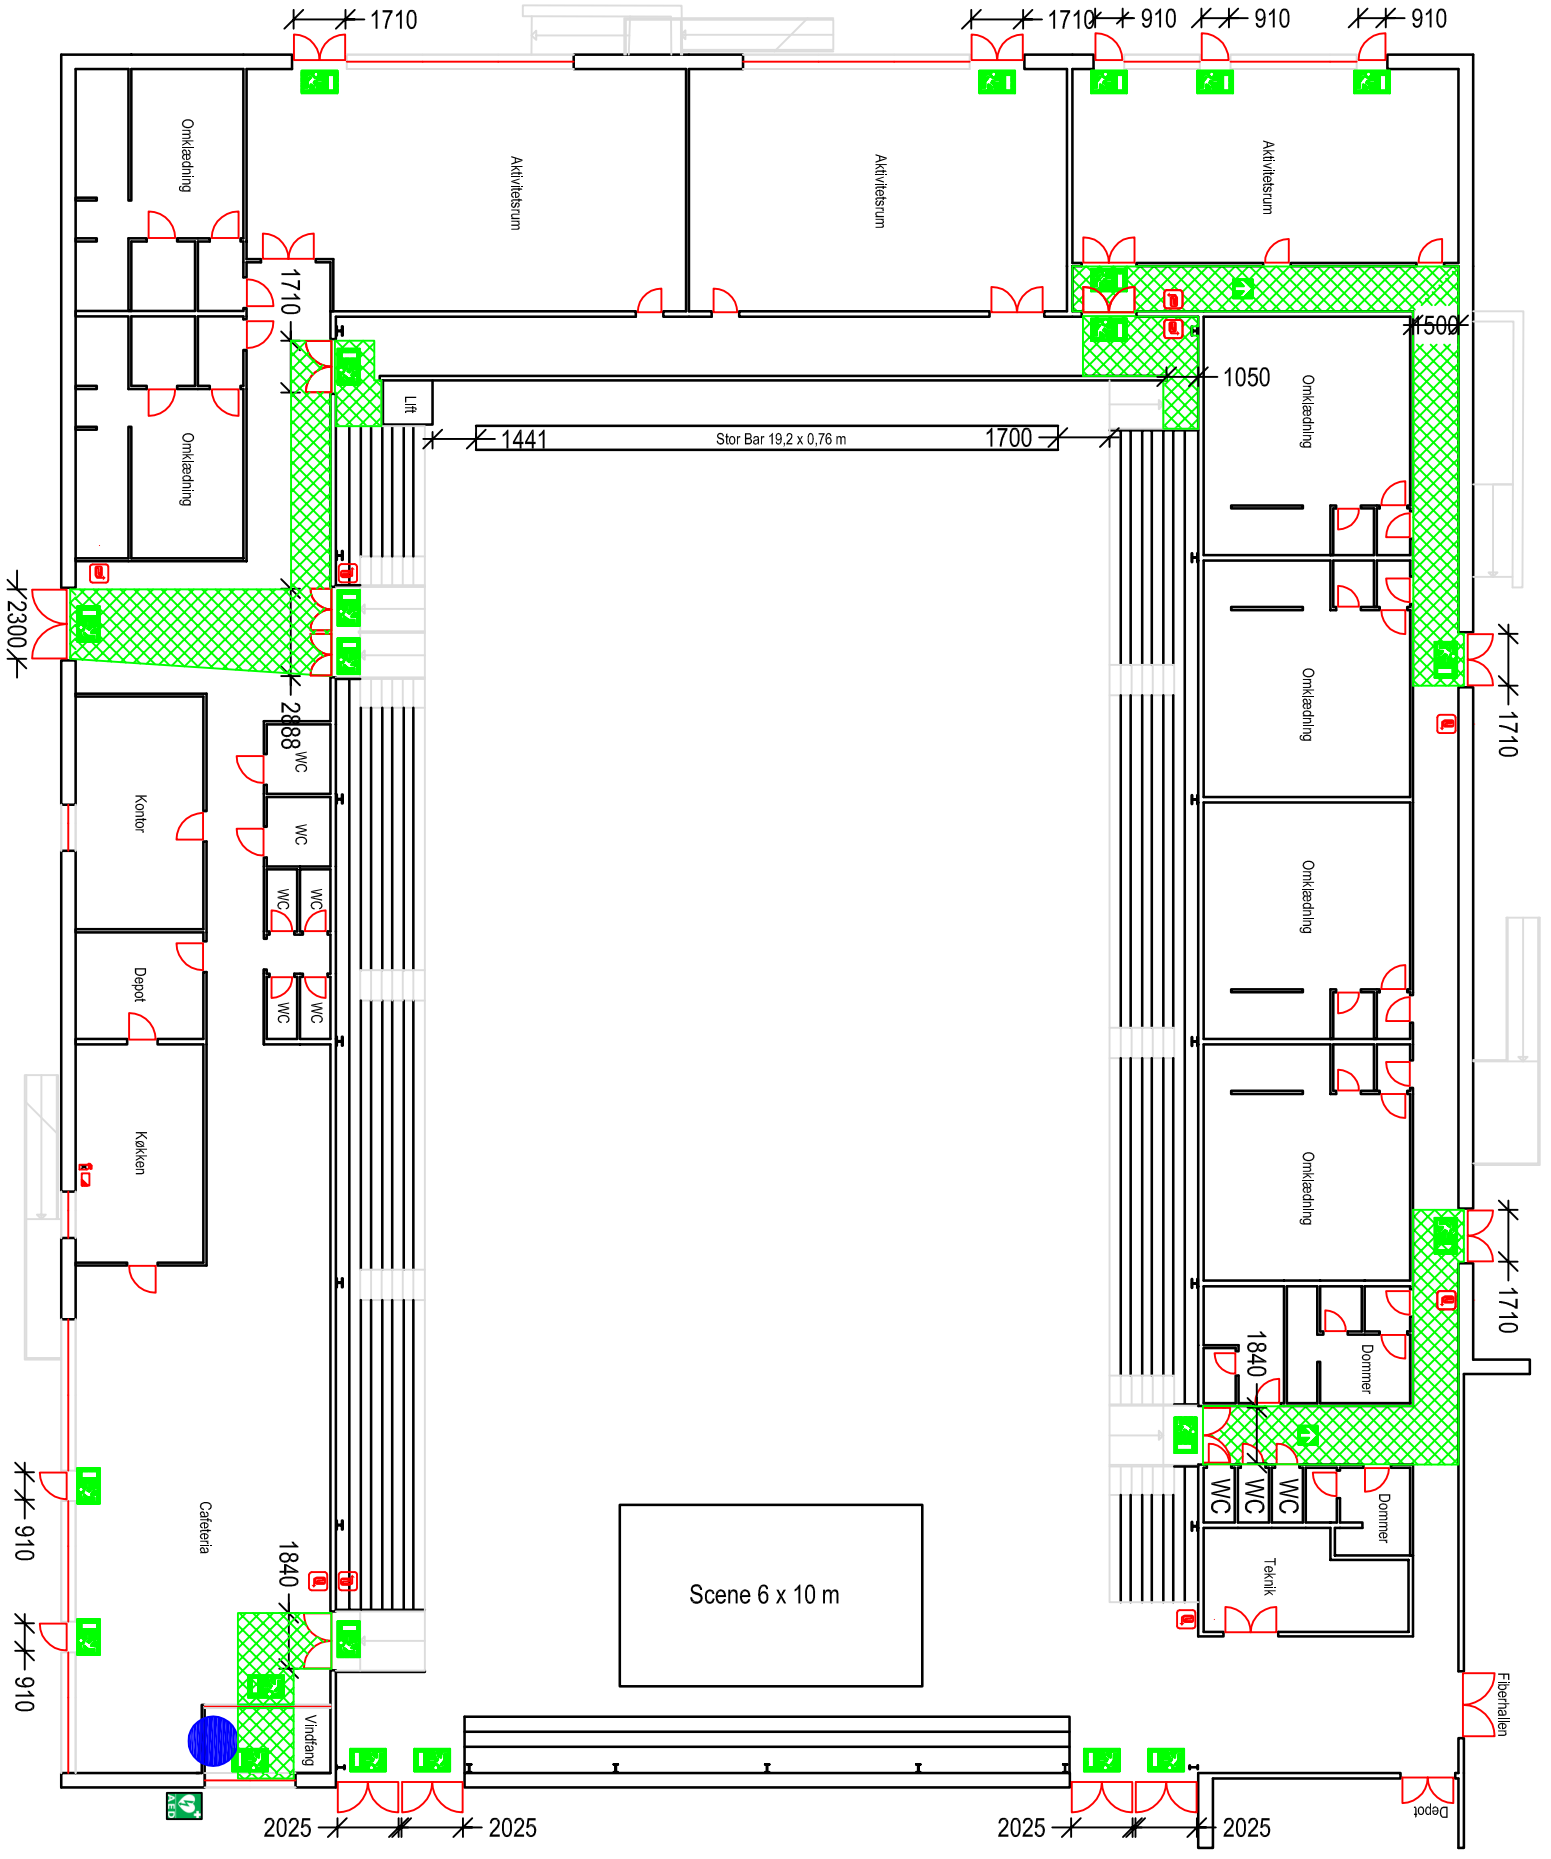 1710
1710
910
910
910
Omklædning
Aktivitetsrum
Aktivitetsrum
Aktivitetsrum
1710
1500
1050
Lift
1441
Stor Bar 19,2 x 0,76 m
1700
Omklædning
Omklædning
2300
2888
WC
Omklædning
1710
Kontor
WC
WC
WC
Omklædning
Depot
WC
WC
Køkken
Omklædning
1710
1840
Dommer
Cafeteria
910
WC
WC
WC
Dommer
1840
Teknik
Scene 6 x 10 m
910
Vindfang
Fiberhallen
AED
Depot
2025
2025
2025
2025